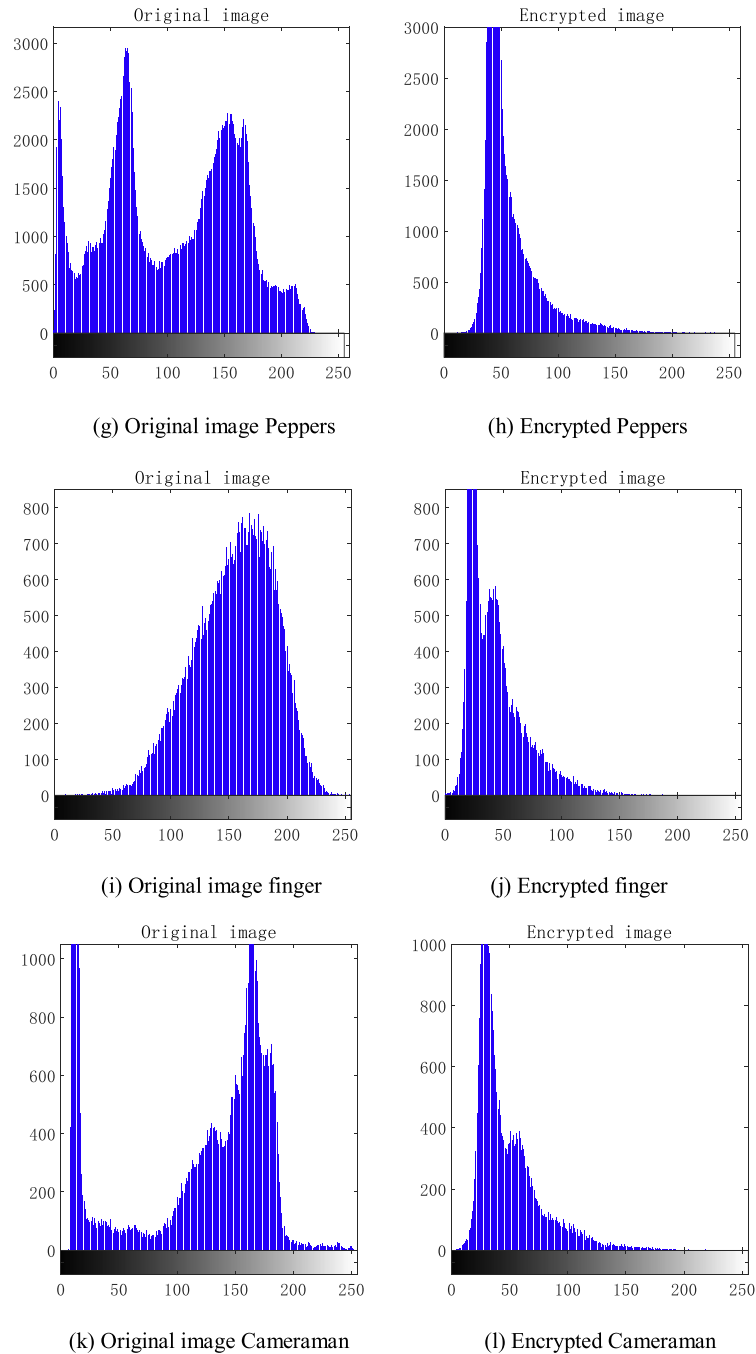 Original image
3000
2500
2000
1500
1000
500
0
0 50 100 150 200 250
(g) Original image Peppers
Encrypted image
3000
2500
2000
1500
1000
500
0
0 50 100 150 200 250
(h) Encrypted Peppers
Original image
800
700
600
500
400
300
200
100
0
0 50 100 150 200 250
(i) Original image finger
Encrypted image
800
700
600
500
400
300
200
100
0
0 50 100 150 200 250
(j) Encrypted finger
Original image
1000
800
600
400
200
0
0 50 100 150 200 250
(k) Original image Cameraman
Encrypted image
1000
800
600
400
200
0
0 50 100 150 200 250
(l) Encrypted Cameraman